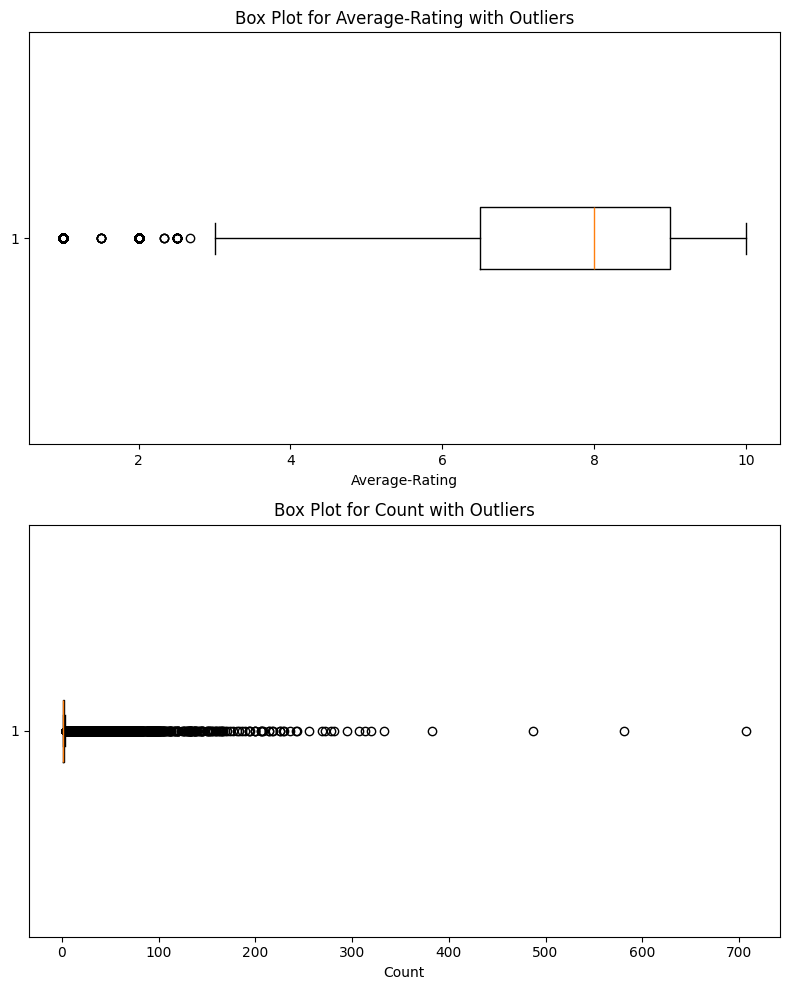 Box Plot for Average-Rating with Outliers
1
2 4 6 8 10
Average-Rating
Box Plot for Count with Outliers
1
0 100 200 300 400 500 600 700
Count